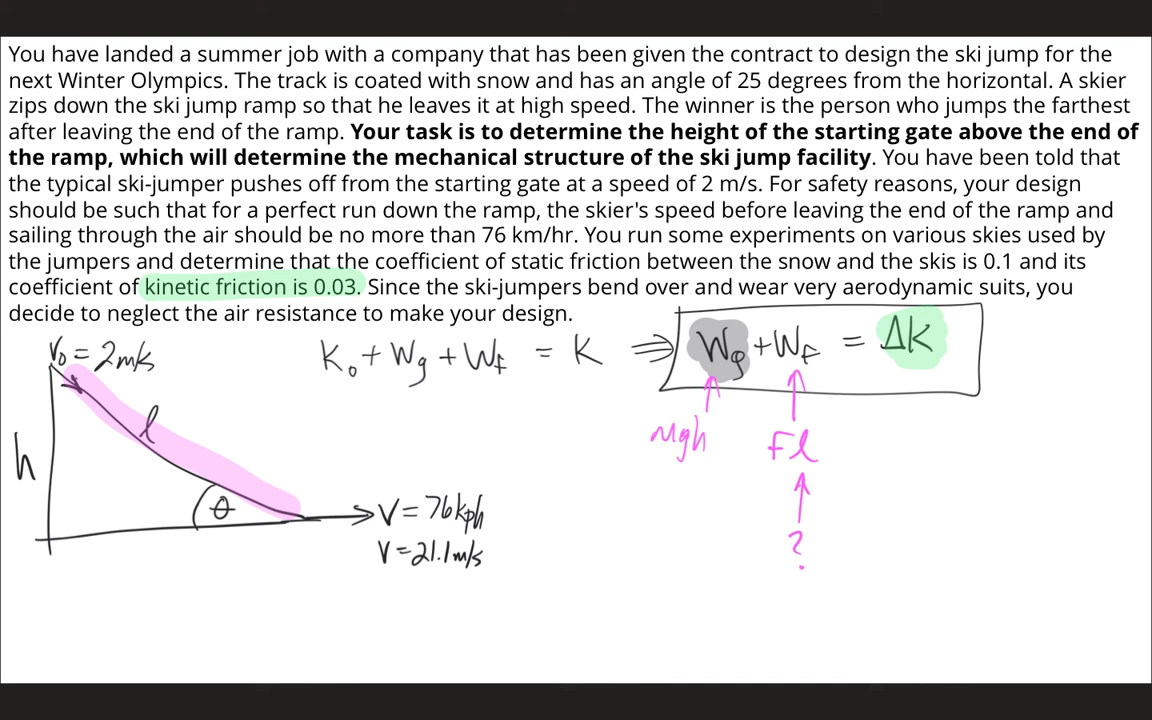 You have landed a summer job with a company that has been given the contract to design the ski jump for the
next Winter Olympics. The track is coated with snow and has an angle of 25 degrees from the horizontal. A skier
zips down the ski jump ramp so that he leaves it at high speed. The winner is the person who jumps the farthest
after leaving the end of the ramp. Your task is to determine the height of the starting gate above the end of
the ramp, which will determine the mechanical structure of the ski jump facility. You have been told that
the typical ski-jumper pushes off from the starting gate at a speed of 2 m/s. For safety reasons, your design
should be such that for a perfect run down the ramp, the skier's speed before leaving the end of the ramp and
sailing through the air should be no more than 76 km/hr. You run some experiments on various skies used by
the jumpers and determine that the coefficient of static friction between the snow and the skis is 0.1 and its
coefficient of kinetic friction is 0.03. Since the ski-jumpers bend over and wear very aerodynamic suits, you
decide to neglect the air resistance to make your design.
V₀ = 2m/s
K₀ + Wg + Wf = K ⇒ Wg + Wf = ΔK
l
mgh
Fl
h
θ
V = 76kph
?
V = 21.1m/s